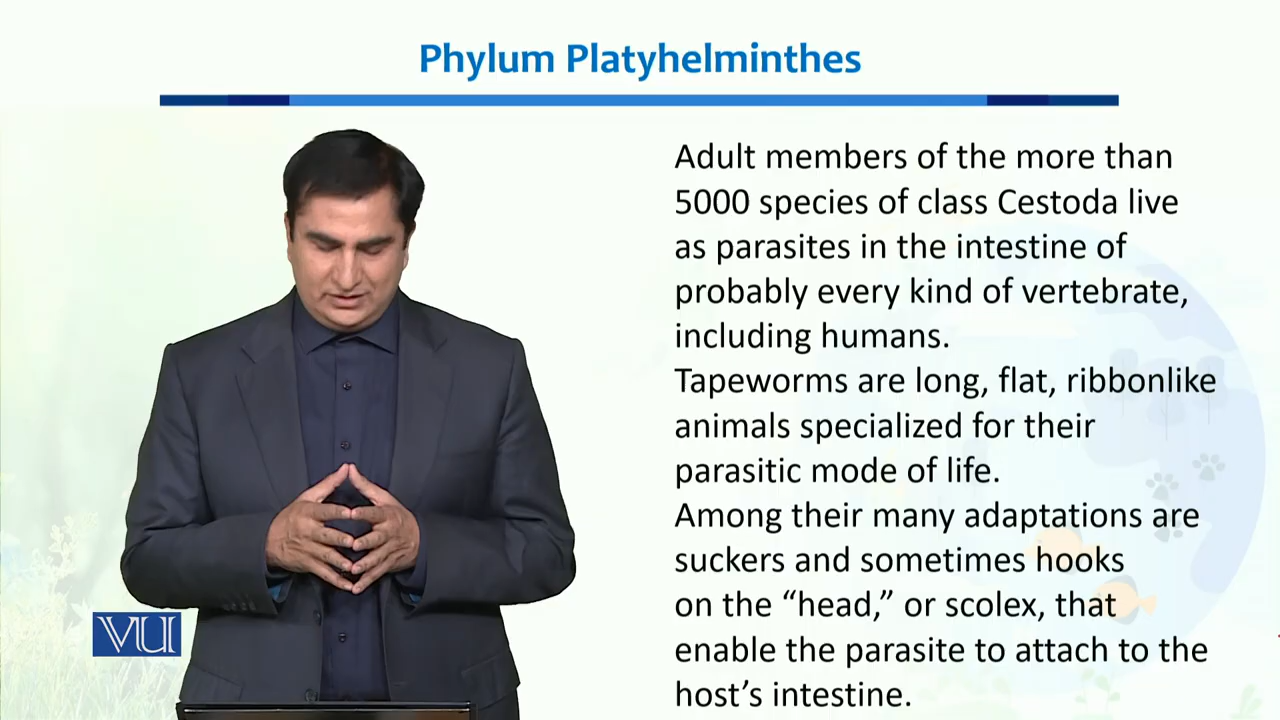 Phylum Platyhelminthes
Adult members of the more than
5000 species of class Cestoda live
as parasites in the intestine of
probably every kind of vertebrate,
including humans.
Tapeworms are long, flat, ribbonlike
animals specialized for their
parasitic mode of life.
Among their many adaptations are
suckers and sometimes hooks
on the “head,” or scolex, that
enable the parasite to attach to the
host’s intestine.
VU